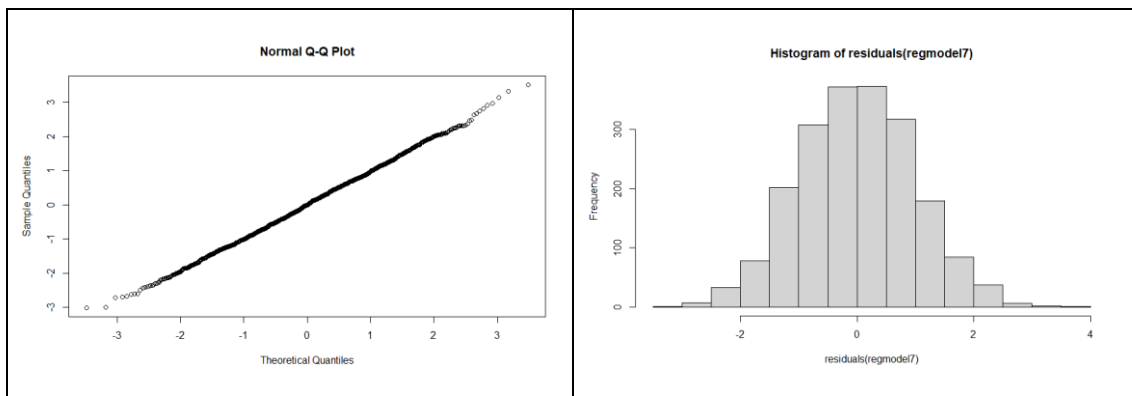 Normal Q-Q Plot
Sample Quantiles
3
2
1
0
-1
-2
-3
-3 -2 -1 0 1 2 3
Theoretical Quantiles
Histogram of residuals(regmodel7)
Frequency
300
200
100
0
-2 0 2 4
residuals(regmodel7)